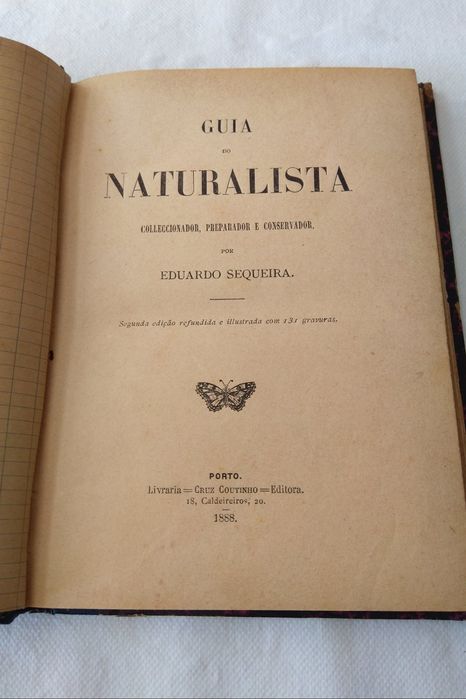 GUIA
DO
NATURALISTA
COLLECCIONADOR, PREPARADOR E CONSERVADOR,
POR
EDUARDO SEQUEIRA.
Segunda edição refundida e illustrada com 131 gravuras.
PORTO.
Livraria=CRUZ COUTINHO=Editora.
18, Caldeireiros, 20.
1888.